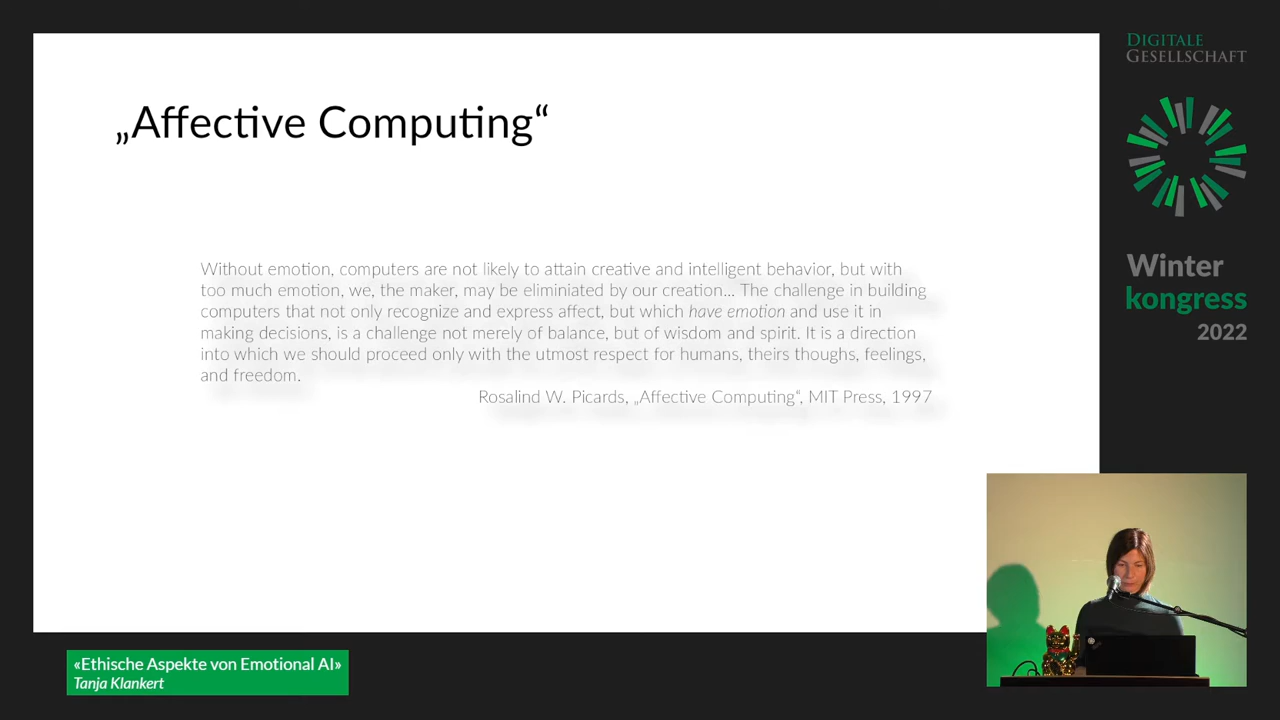 „Affective Computing“
Without emotion, computers are not likely to attain creative and intelligent behavior, but with
too much emotion, we, the maker, may be eliminiated by our creation... The challenge in building
computers that not only recognize and express affect, but which have emotion and use it in
making decisions, is a challenge not merely of balance, but of wisdom and spirit. It is a direction
into which we should proceed only with the utmost respect for humans, theirs thoughs, feelings,
and freedom.
Rosalind W. Picards, „Affective Computing“, MIT Press, 1997
DIGITALE
GESELLSCHAFT
Winter
kongress
2022
«Ethische Aspekte von Emotional AI»
Tanja Klankert